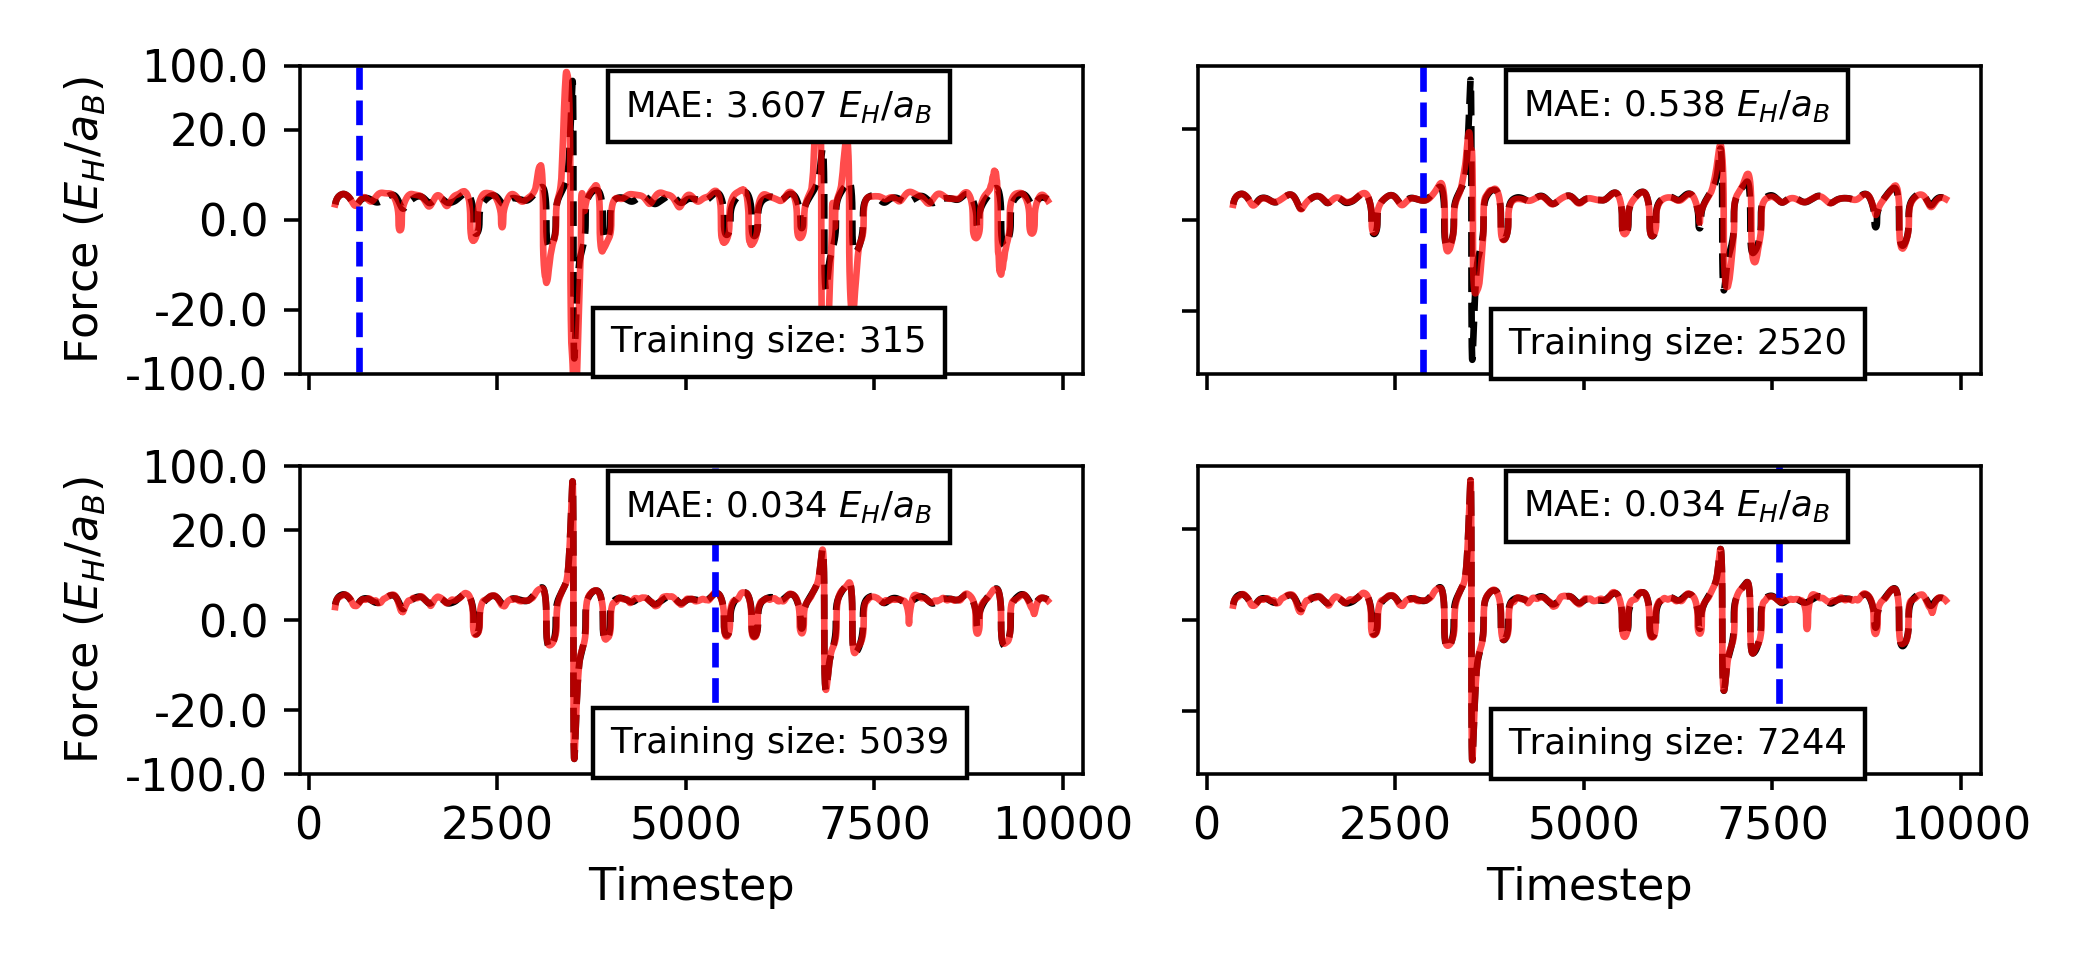 100.0
20.0
0.0
-20.0
-100.0
Force (E_H/a_B)
MAE: 3.607 E_H/a_B
Training size: 315
MAE: 0.538 E_H/a_B
Training size: 2520
100.0
20.0
0.0
-20.0
-100.0
Force (E_H/a_B)
MAE: 0.034 E_H/a_B
Training size: 5039
0 2500 5000 7500 10000
Timestep
MAE: 0.034 E_H/a_B
Training size: 7244
0 2500 5000 7500 10000
Timestep